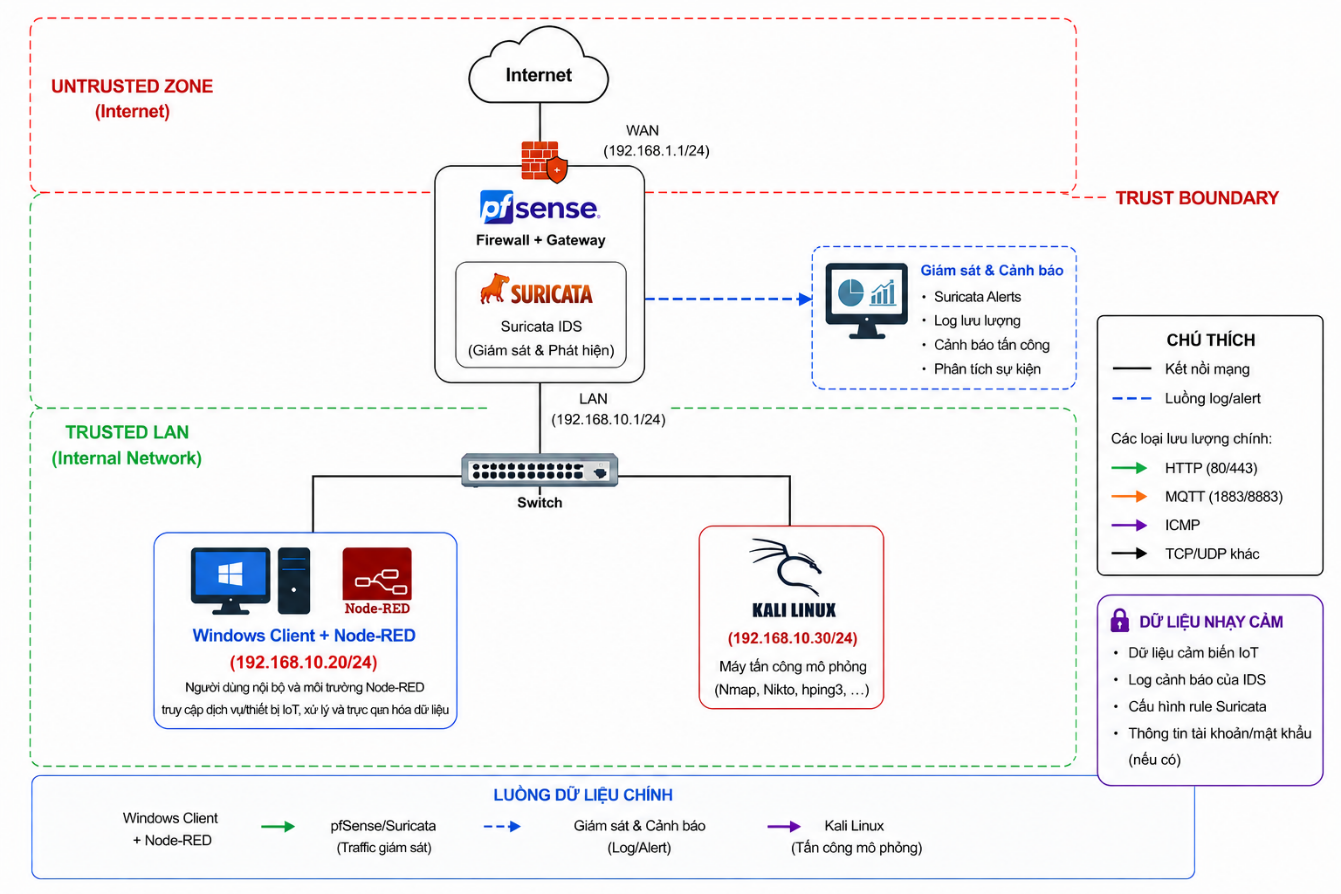 UNTRUSTED ZONE
(Internet)
Internet
WAN
(192.168.1.1/24)
TRUST BOUNDARY
pfsense.
Firewall + Gateway
SURICATA
Suricata IDS
(Giám sát & Phát hiện)
Giám sát & Cảnh báo
• Suricata Alerts
• Log lưu lượng
• Cảnh báo tấn công
• Phân tích sự kiện
LAN
(192.168.10.1/24)
TRUSTED LAN
(Internal Network)
Switch
Node-RED
Windows Client + Node-RED
(192.168.10.20/24)
Người dùng nội bộ và môi trường Node-RED
truy cập dịch vụ/thiết bị IoT, xử lý và trực quan hóa dữ liệu
KALI LINUX
(192.168.10.30/24)
Máy tấn công mô phỏng
(Nmap, Nikto, hping3, ...)
CHÚ THÍCH
Kết nối mạng
Luồng log/alert
Các loại lưu lượng chính:
HTTP (80/443)
MQTT (1883/8883)
ICMP
TCP/UDP khác
DỮ LIỆU NHẠY CẢM
• Dữ liệu cảm biến IoT
• Log cảnh báo của IDS
• Cấu hình rule Suricata
• Thông tin tài khoản/mật khẩu
(nếu có)
LUỒNG DỮ LIỆU CHÍNH
Windows Client
+ Node-RED
pfSense/Suricata
(Traffic giám sát)
Giám sát & Cảnh báo
(Log/Alert)
Kali Linux
(Tấn công mô phỏng)